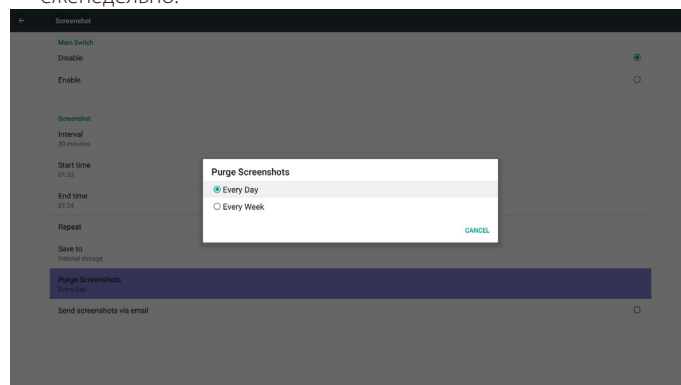 еженедельно.
Screenshot
Main Switch
Disable
Enable
Screenshot
Interval
30 minutes
Start time
01:23
End time
01:24
Repeat
Save to
Internal storage
Purge Screenshots
Every Day
Send screenshots via email
Purge Screenshots
Every Day
Every Week
CANCEL